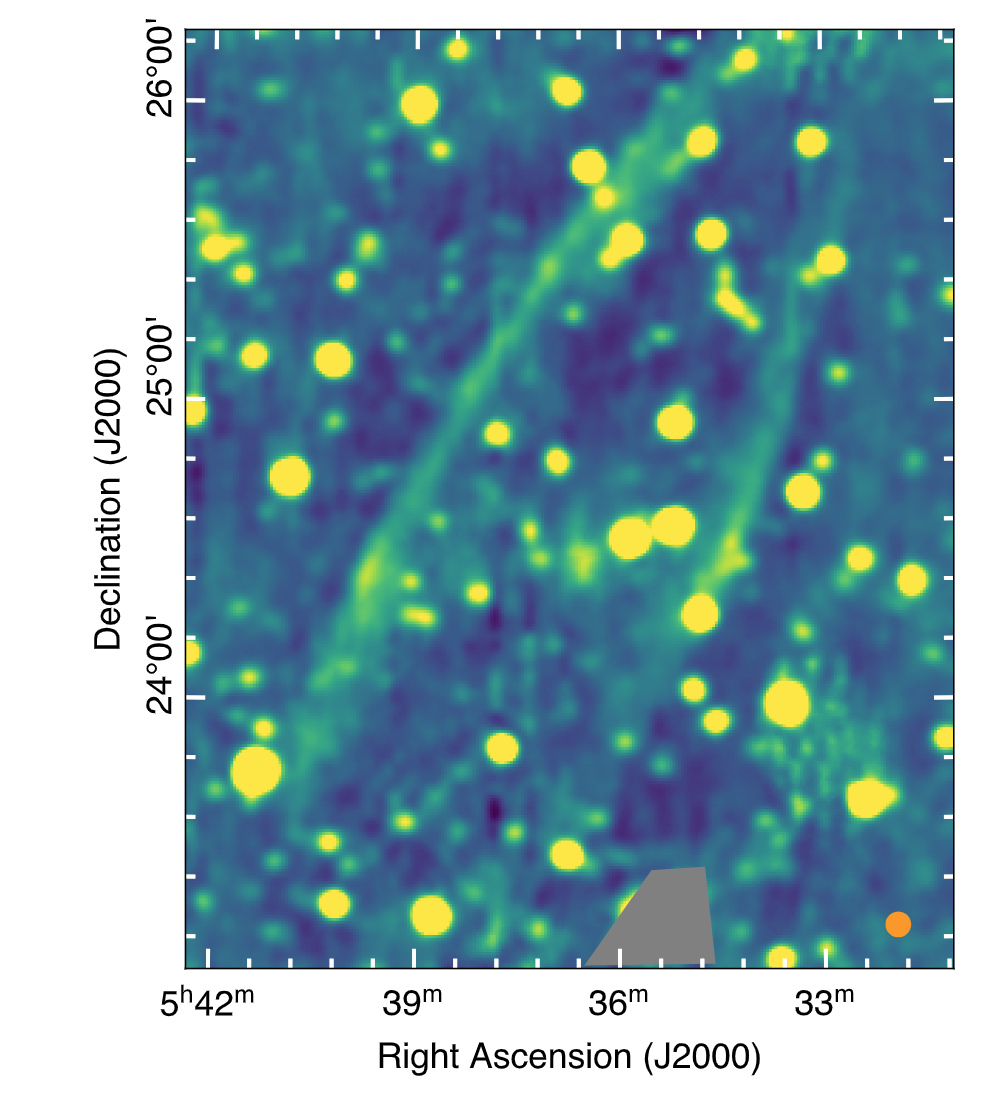 26°00'
25°00'
24°00'
Declination (J2000)
5ʰ42ᵐ 39ᵐ 36ᵐ 33ᵐ
Right Ascension (J2000)